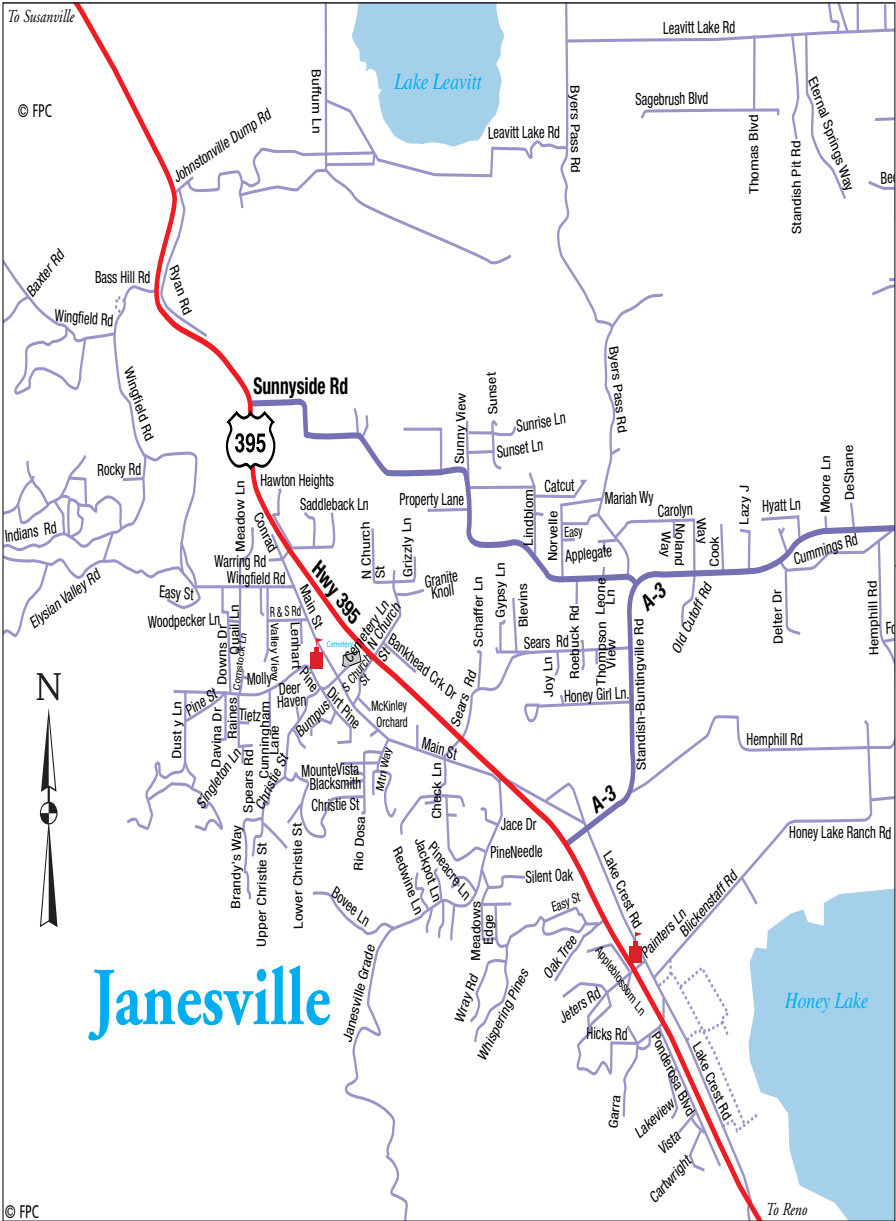 To Susanville
© FPC
Lake Leavitt
Leavitt Lake Rd
Buffum Ln
Byers Pass Rd
Sagebrush Blvd
Thomas Blvd
Standish Pit Rd
Eternal Springs Way
Leavitt Lake Rd
Johnstonville Dump Rd
Baxter Rd
Bass Hill Rd
Ryan Rd
Wingfield Rd
Wingfield Rd
Byers Pass Rd
Sunnyside Rd
395
Sunny View
Sunset
Sunrise Ln
Sunset Ln
Rocky Rd
Meadow Ln
Hawton Heights
Saddleback Ln
Conrad
Property Lane
Catcut
Lindblom
Norvelle
Mariah Wy
Easy
Applegate
Carolyn
Noland
Way
Way
Cook
Lazy J
Hyatt Ln
Moore Ln
DeShane
Cummings Rd
Indians Rd
Elysian Valley Rd
Warring Rd
Wingfield Rd
Easy St
Woodpecker Ln
Hwy 395
N Church
St
Grizzly Ln
Granite
Knoll
Main St
R & S Rd
Quail Ln
Downs Dr
Comstock Ln
Valley View
Lenhart
Cemetery
Cemetery Ln
N Church
St
S Church
St
Bankhead Crk Dr
Schaffer Ln
Gypsy Ln
Blevins
Sears Rd
Joy Ln
Roebuck Rd
Thomason
View
Leone
Ln
Honey Girl Ln.
A-3
Old Cutoff Rd
Delter Dr
Hemphill Rd
Standish-Buntingville Rd
N
Pine St
Molly
Pine
Deer
Haven
Bumpus
Dirt Pine
McKinley
Orchard
Sears Rd
Dusty Ln
Davina Dr
Raines
Tietz
Singleton Ln
Spears Rd
Cunningham
Lane
Christie St
MounteVista
Blacksmith
Christie St
Mtn Way
Main St
Check Ln
Hemphill Rd
A-3
Honey Lake Ranch Rd
Brandy's Way
Upper Christie St
Lower Christie St
Rio Dosa
Redwine Ln
Jackpot Ln
Pineacre Ln
Jace Dr
PineNeedle
Silent Oak
Easy St
Lake Crest Rd
Painters Ln
Blickenstaff Rd
Bovee Ln
Meadows
Edge
Oak Tree
Appleblossom Ln
Janesville Grade
Wray Rd
Whispering Pines
Jeters Rd
Hicks Rd
Honey Lake
Janesville
Garra
Ponderosa Blvd
Lake Crest Rd
Lakeview
Vista
Cartwright
© FPC
To Reno